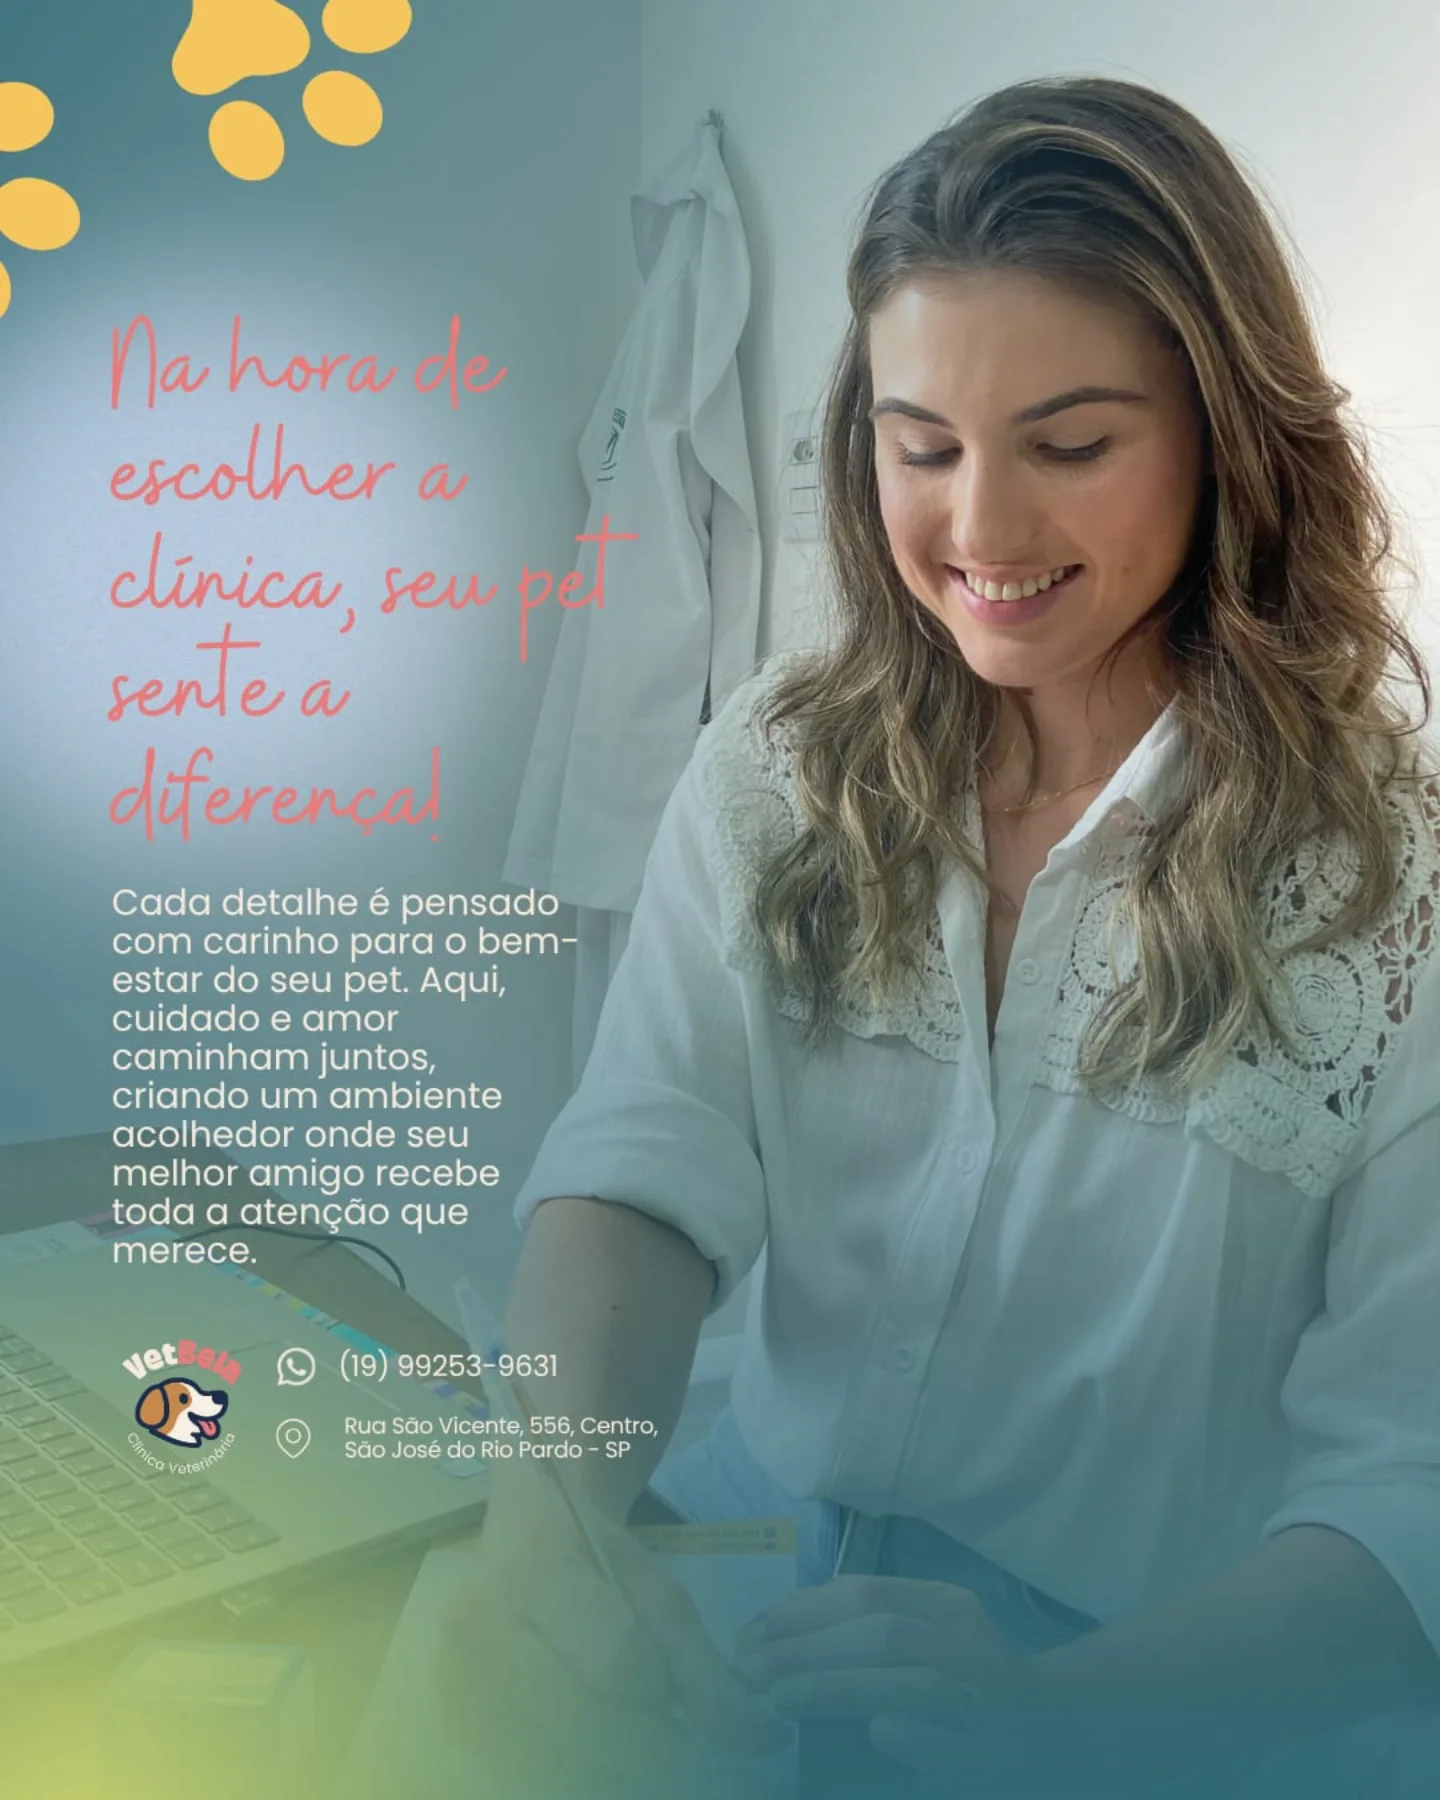 Na hora de
escolher a
clínica, seu pet
sente a
diferença!
Cada detalhe é pensado
com carinho para o bem-
estar do seu pet. Aqui,
cuidado e amor
caminham juntos,
criando um ambiente
acolhedor onde seu
melhor amigo recebe
toda a atenção que
merece.
VetBela
Clínica Veterinária
(19) 99253-9631
Rua São Vicente, 556, Centro,
São José do Rio Pardo - SP